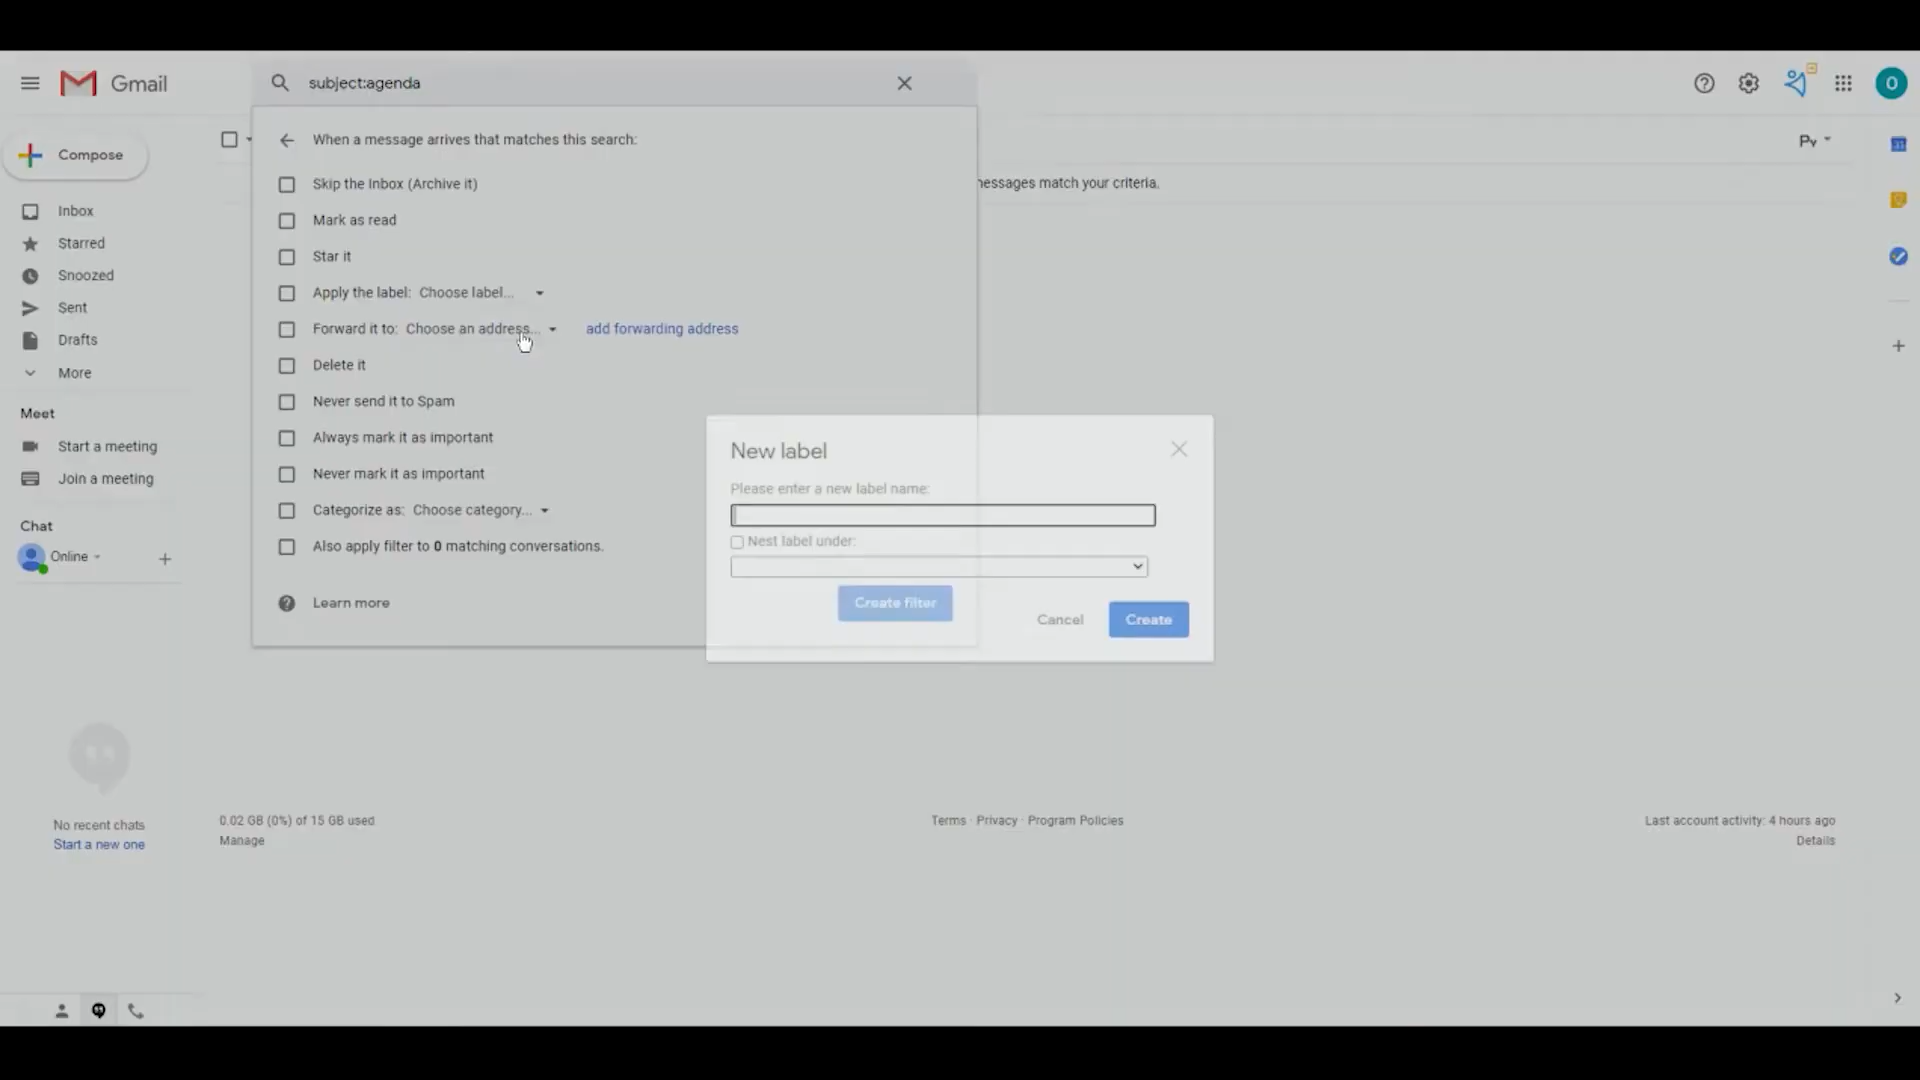 Gmail
subject:agenda
O
Compose
When a message arrives that matches this search:
Py
Skip the Inbox (Archive it)
essages match your criteria.
Inbox
Mark as read
Starred
Star it
Snoozed
Apply the label: Choose label...
Sent
Forward it to: Choose an address... add forwarding address
Drafts
Delete it
More
Never send it to Spam
Meet
Always mark it as important
Start a meeting
Never mark it as important
Join a meeting
Categorize as: Choose category...
Chat
Also apply filter to 0 matching conversations.
Online
Learn more
Create filter
New label
Please enter a new label name:
Nest label under:
Cancel Create
No recent chats
Start a new one
0.02 GB (0%) of 15 GB used
Manage
Terms · Privacy · Program Policies
Last account activity: 4 hours ago
Details